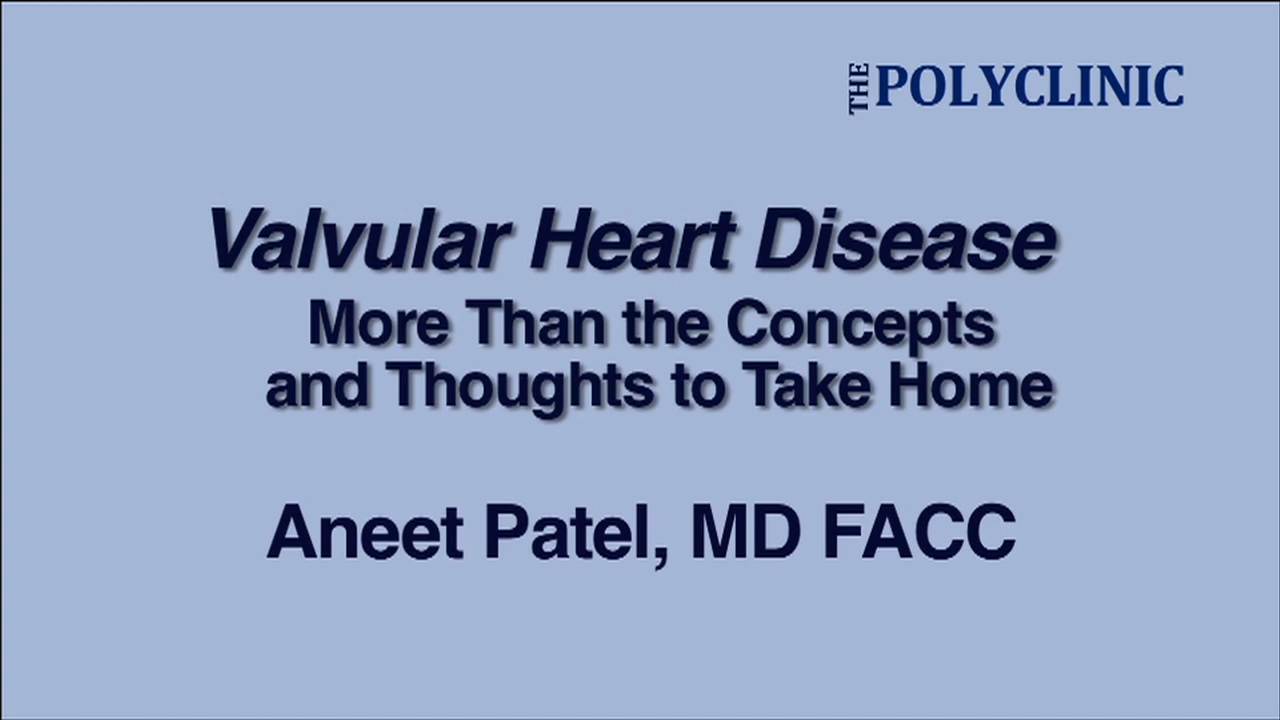 THE POLYCLINIC
Valvular Heart Disease
More Than the Concepts
and Thoughts to Take Home
Aneet Patel, MD FACC